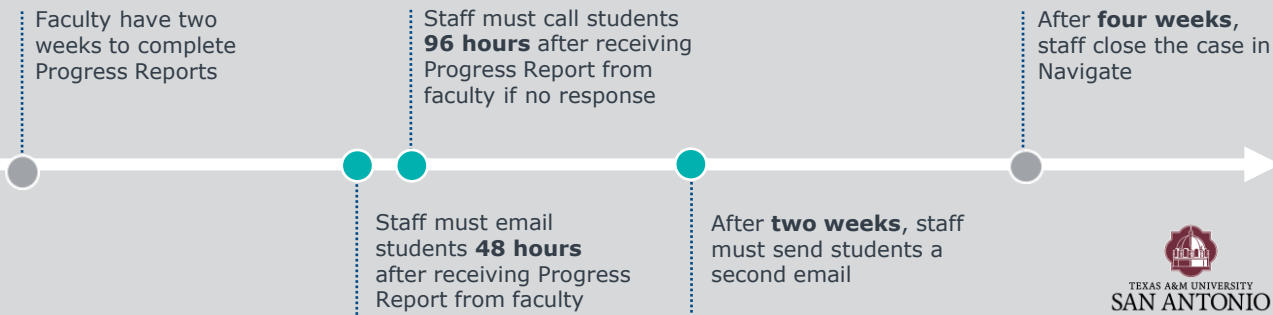 Faculty have two
weeks to complete
Progress Reports
Staff must call students
96 hours after receiving
Progress Report from
faculty if no response
After four weeks,
staff close the case in
Navigate
Staff must email
students 48 hours
after receiving Progress
Report from faculty
After two weeks, staff
must send students a
second email
TEXAS A&M UNIVERSITY
SAN ANTONIO